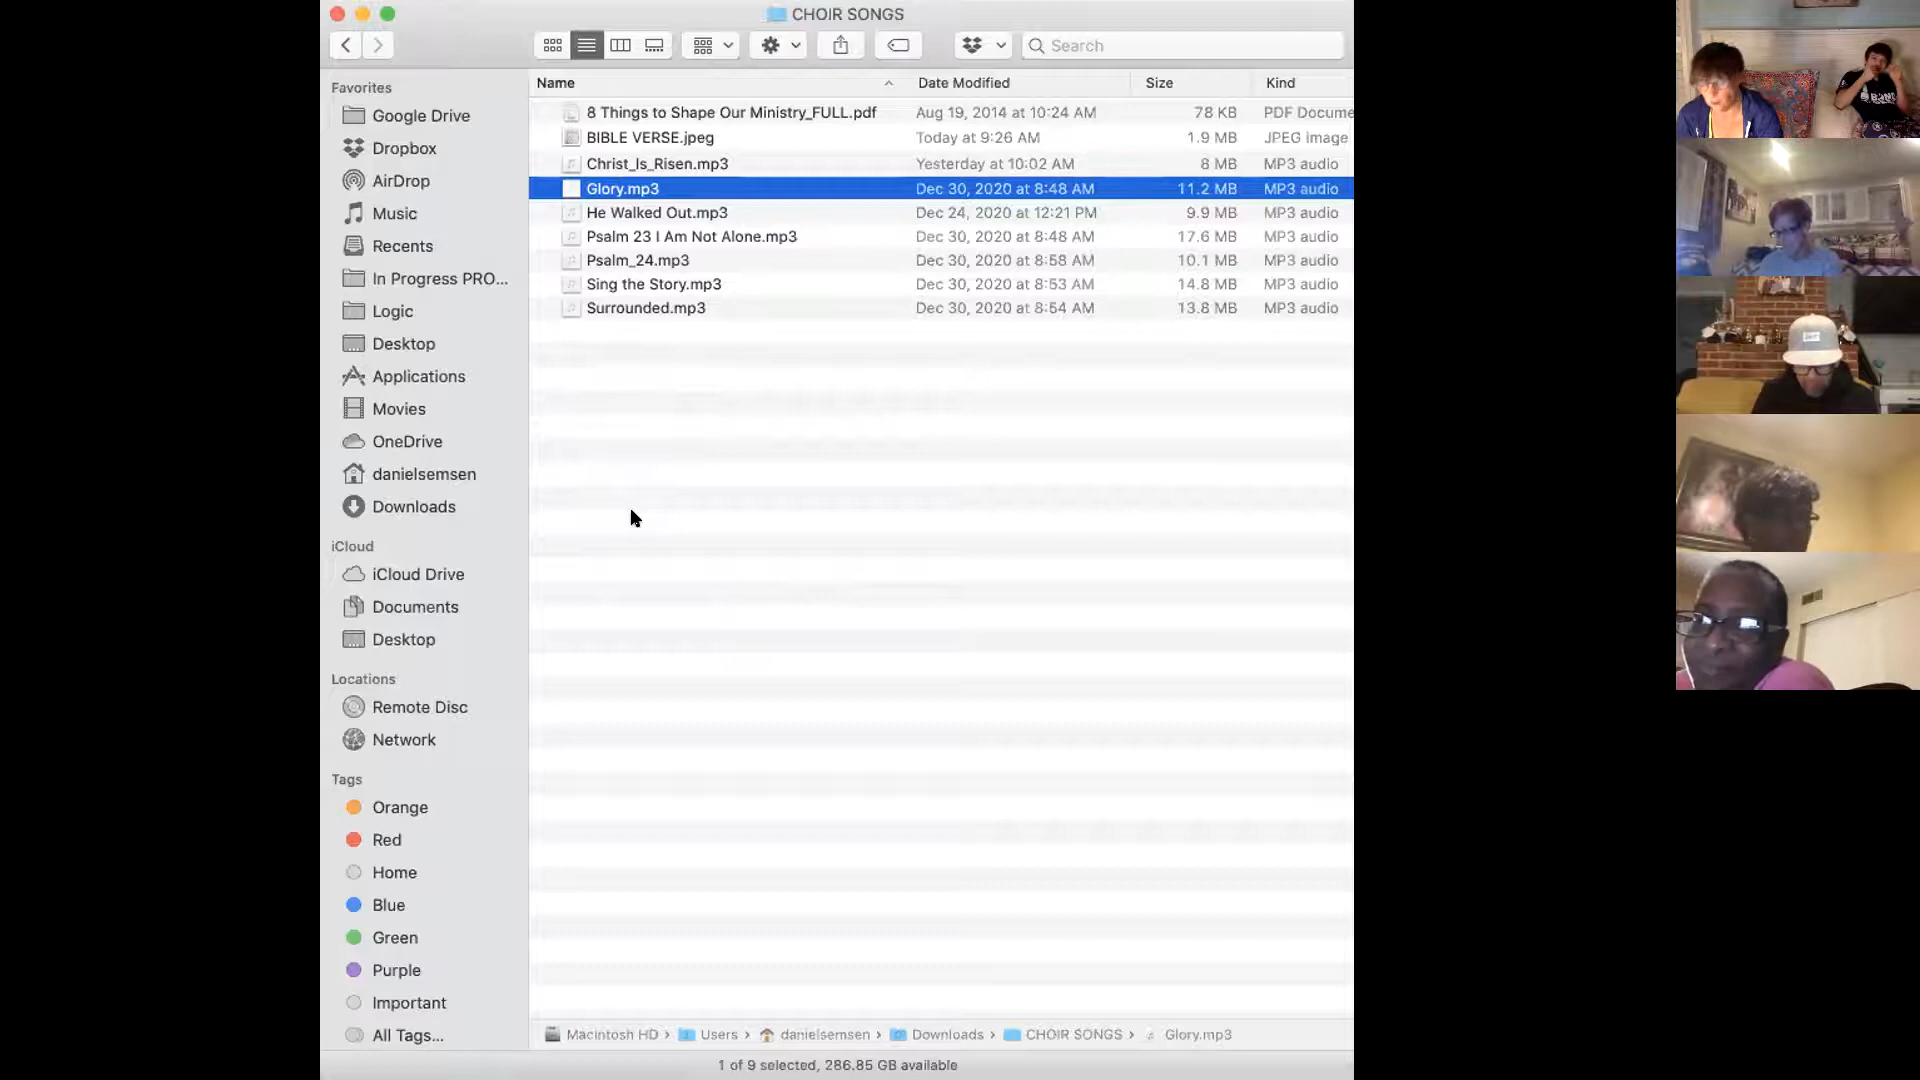 CHOIR SONGS
Search
Favorites
Google Drive
Dropbox
AirDrop
Music
Recents
In Progress PRO...
Logic
Desktop
Applications
Movies
OneDrive
danielsemsen
Downloads
iCloud
iCloud Drive
Documents
Desktop
Locations
Remote Disc
Network
Tags
Orange
Red
Home
Blue
Green
Purple
Important
All Tags...
Name Date Modified Size Kind
8 Things to Shape Our Ministry_FULL.pdf Aug 19, 2014 at 10:24 AM 78 KB PDF Docume
BIBLE VERSE.jpeg Today at 9:26 AM 1.9 MB JPEG image
Christ_Is_Risen.mp3 Yesterday at 10:02 AM 8 MB MP3 audio
Glory.mp3 Dec 30, 2020 at 8:48 AM 11.2 MB MP3 audio
He Walked Out.mp3 Dec 24, 2020 at 12:21 PM 9.9 MB MP3 audio
Psalm 23 I Am Not Alone.mp3 Dec 30, 2020 at 8:48 AM 17.6 MB MP3 audio
Psalm_24.mp3 Dec 30, 2020 at 8:58 AM 10.1 MB MP3 audio
Sing the Story.mp3 Dec 30, 2020 at 8:53 AM 14.8 MB MP3 audio
Surrounded.mp3 Dec 30, 2020 at 8:54 AM 13.8 MB MP3 audio
Macintosh HD › Users › danielsemsen › Downloads › CHOIR SONGS › Glory.mp3
1 of 9 selected, 286.85 GB available